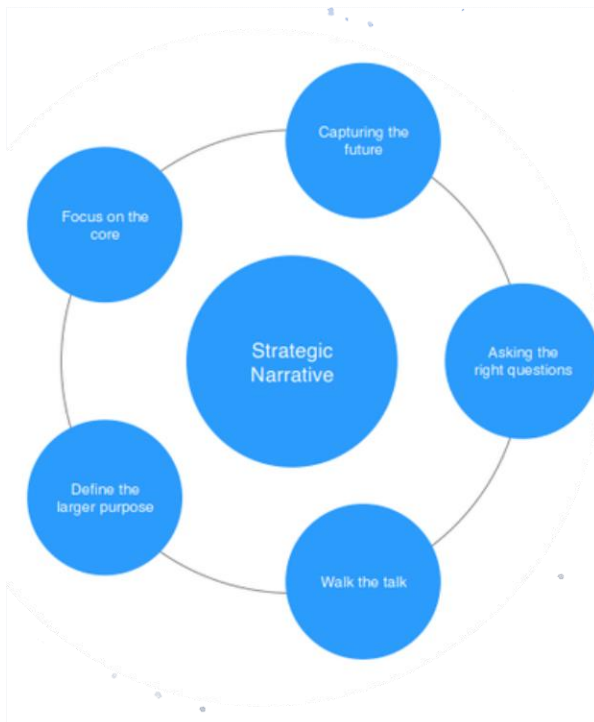 Capturing the
future
Focus on the
core
Strategic
Narrative
Asking the
right questions
Define the
larger purpose
Walk the talk